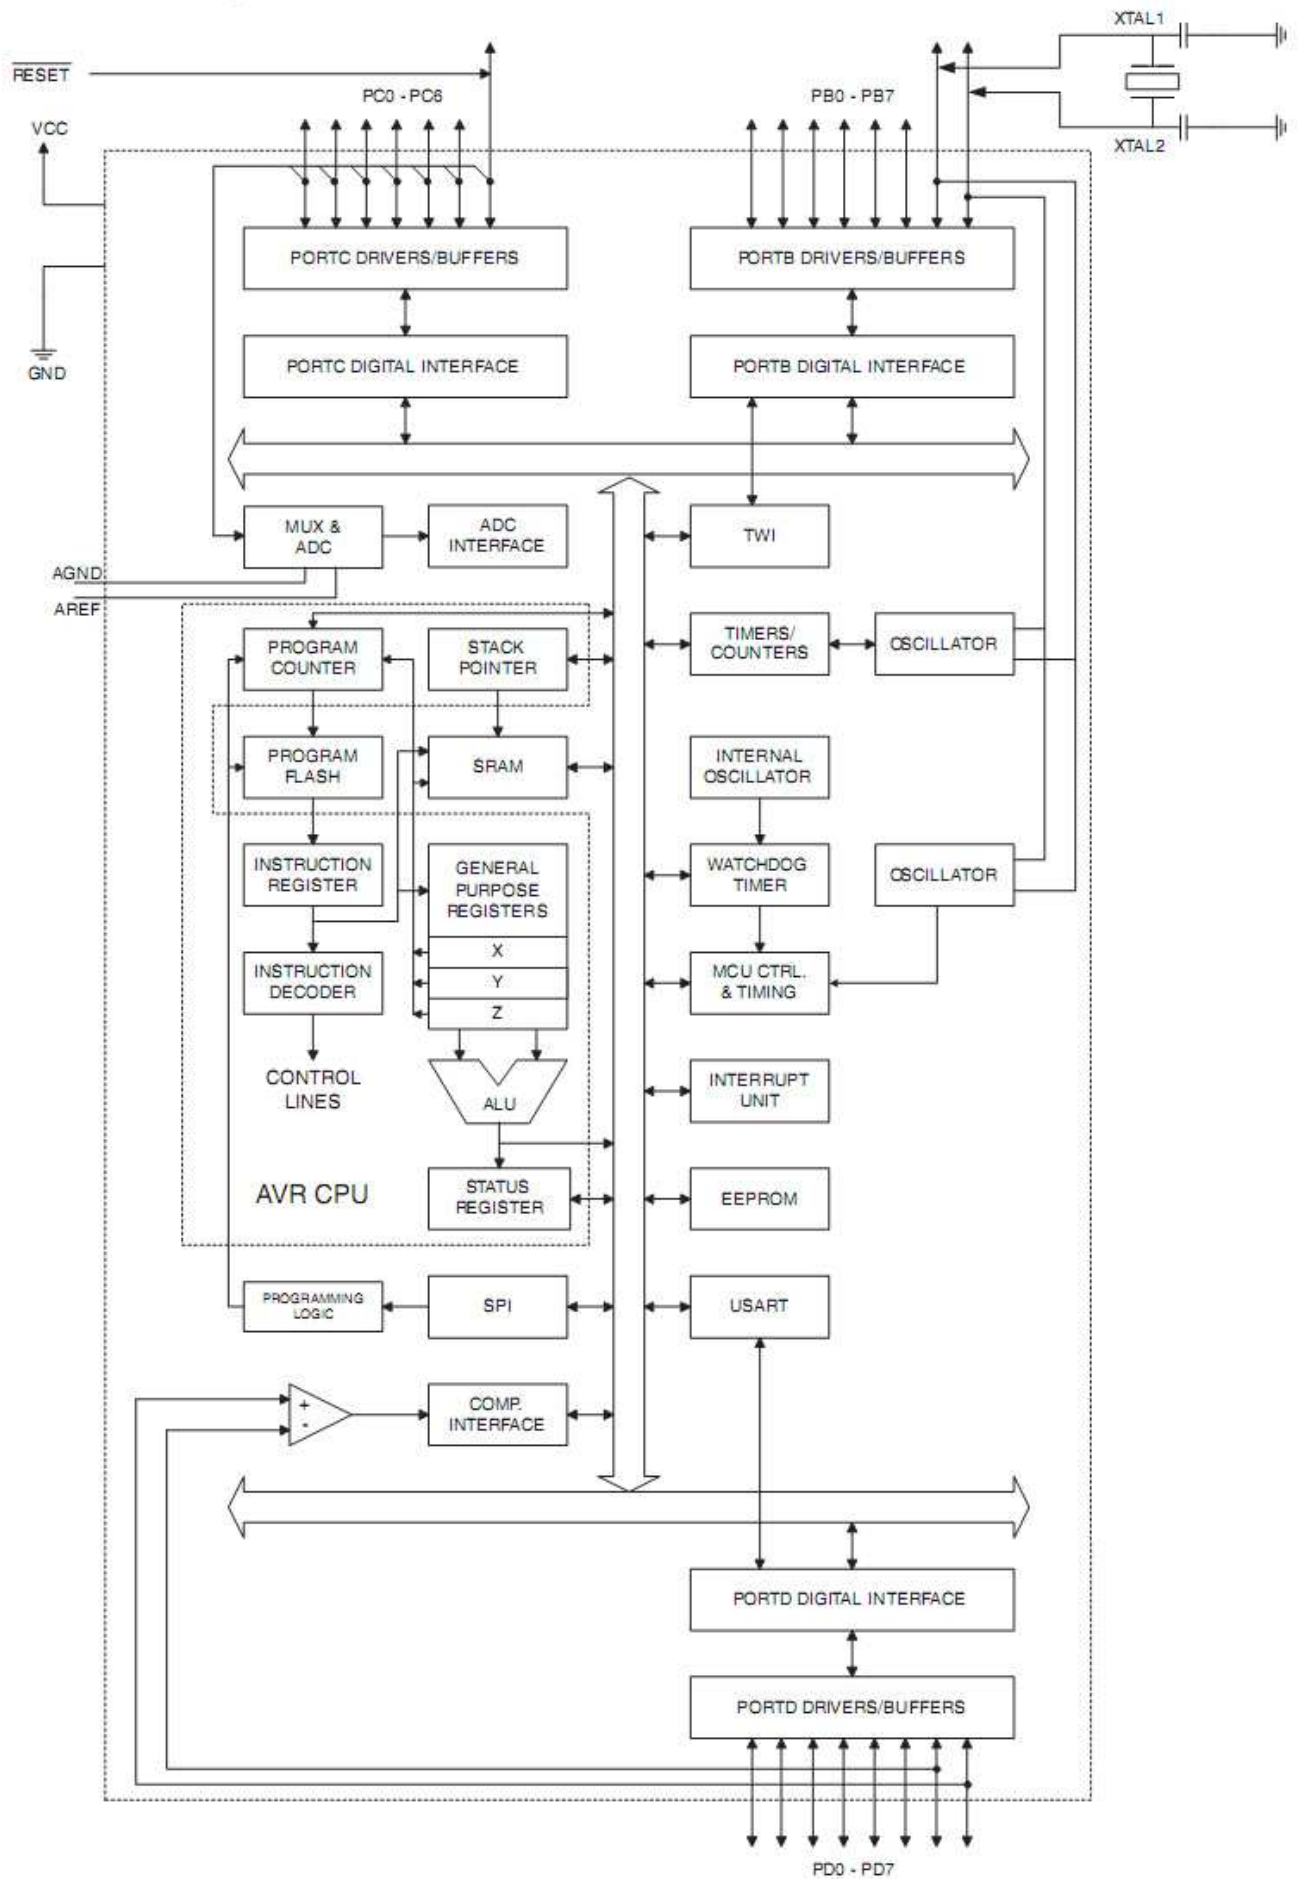 XTAL1
RESET
PC0 - PC6
PB0 - PB7
VCC
XTAL2
PORTC DRIVERS/BUFFERS
PORTB DRIVERS/BUFFERS
GND
PORTC DIGITAL INTERFACE
PORTB DIGITAL INTERFACE
MUX &
ADC
ADC
INTERFACE
TWI
AGND
AREF
PROGRAM
COUNTER
STACK
POINTER
TIMERS/
COUNTERS
OSCILLATOR
PROGRAM
FLASH
SRAM
INTERNAL
OSCILLATOR
INSTRUCTION
REGISTER
GENERAL
PURPOSE
REGISTERS
WATCHDOG
TIMER
OSCILLATOR
X
INSTRUCTION
DECODER
Y
MCU CTRL.
& TIMING
Z
CONTROL
LINES
ALU
INTERRUPT
UNIT
AVR CPU
STATUS
REGISTER
EEPROM
PROGRAMMING
LOGIC
SPI
USART
+
-
COMP.
INTERFACE
PORTD DIGITAL INTERFACE
PORTD DRIVERS/BUFFERS
PD0 - PD7